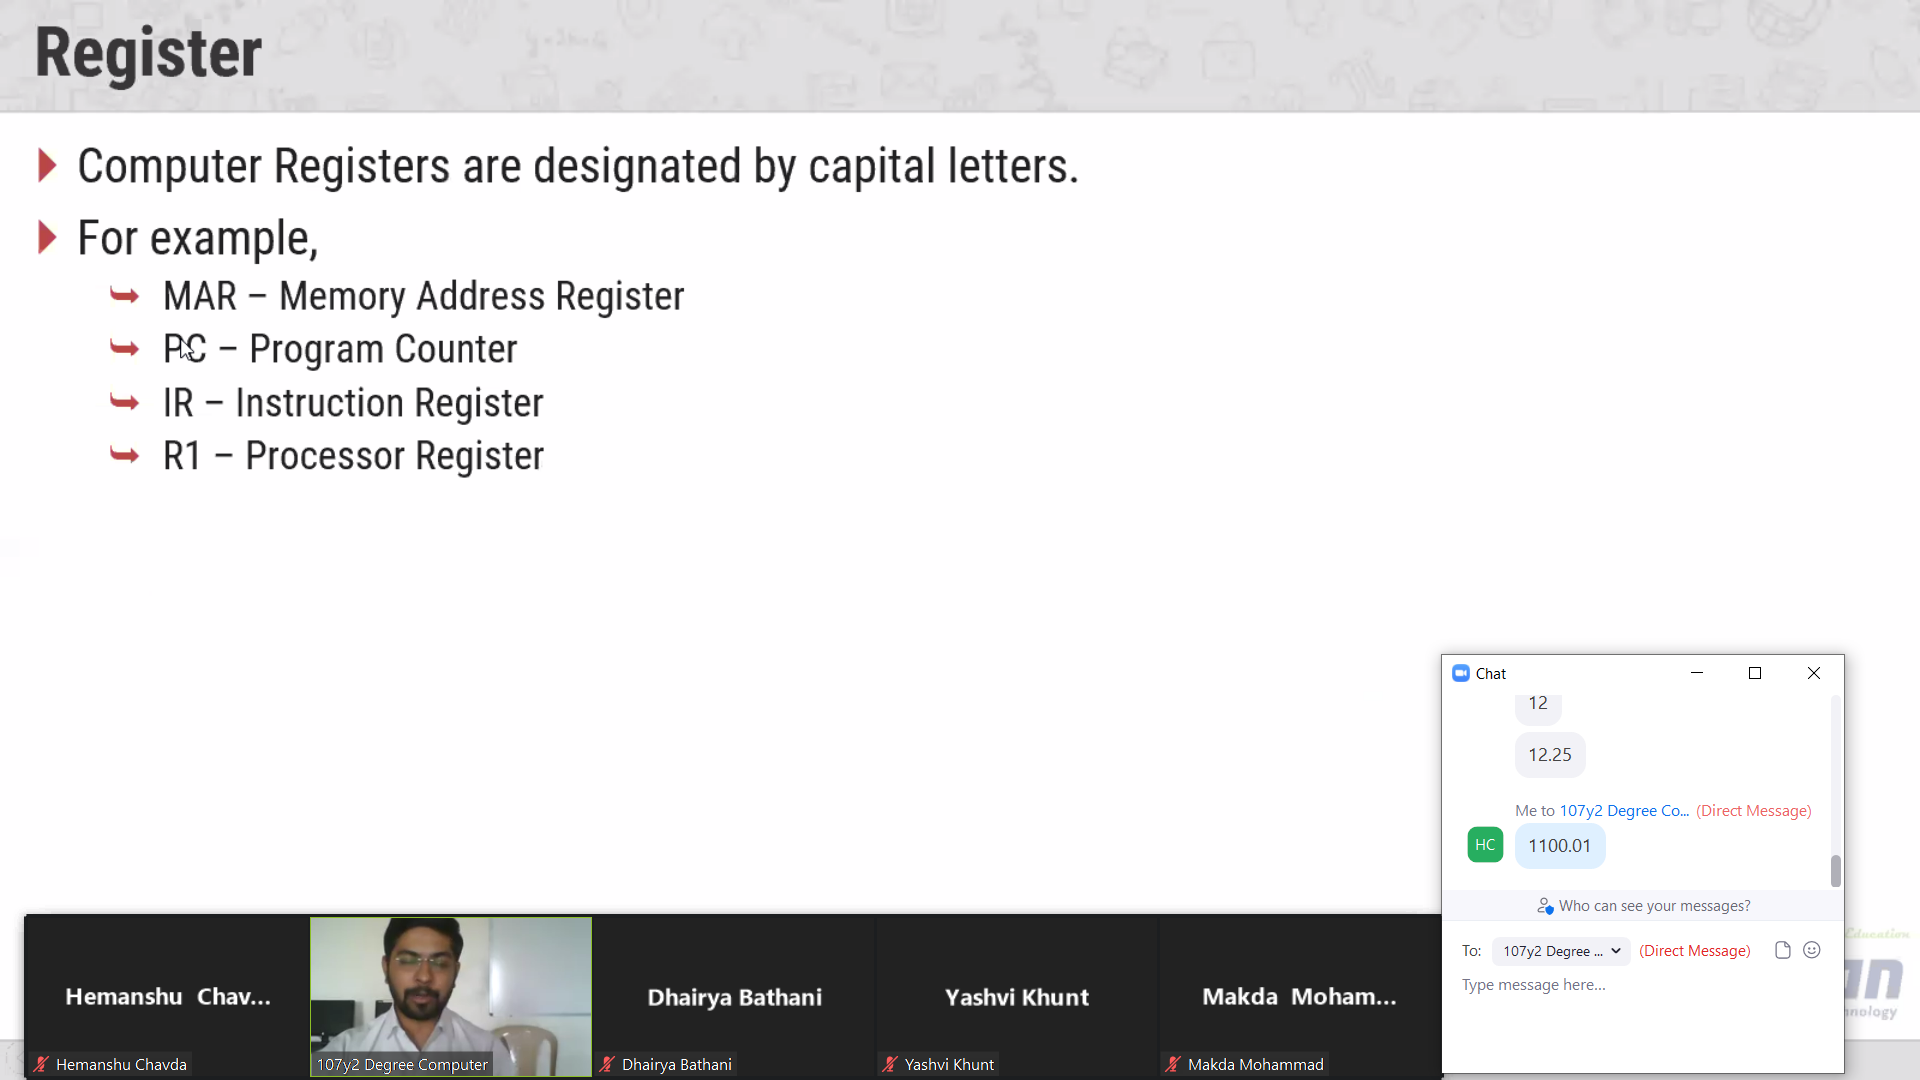 Register
Computer Registers are designated by capital letters.
For example,
MAR – Memory Address Register
PC – Program Counter
IR – Instruction Register
R1 – Processor Register
Chat
12
12.25
Me to 107y2 Degree Co... (Direct Message)
HC
1100.01
Who can see your messages?
To: 107y2 Degree ... (Direct Message)
Type message here...
Education
Hemanshu Chav...
Dhairya Bathani
Yashvi Khunt
Makda Moham...
Hemanshu Chavda
107y2 Degree Computer
Dhairya Bathani
Yashvi Khunt
Makda Mohammad